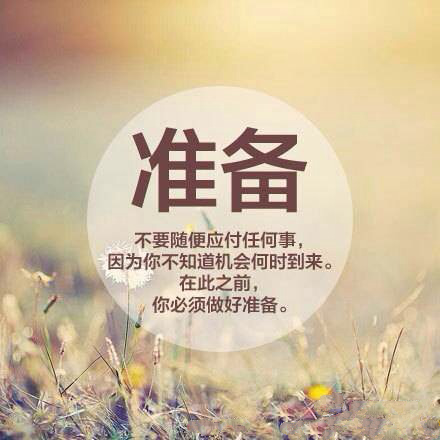 准备
不要随便应付任何事，
因为你不知道机会何时到来。
在此之前，
你必须做好准备。